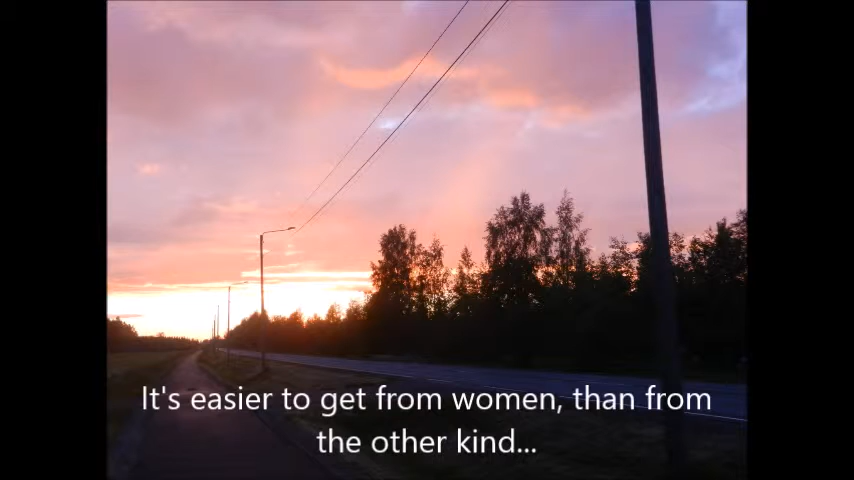 It's easier to get from women, than from
the other kind...